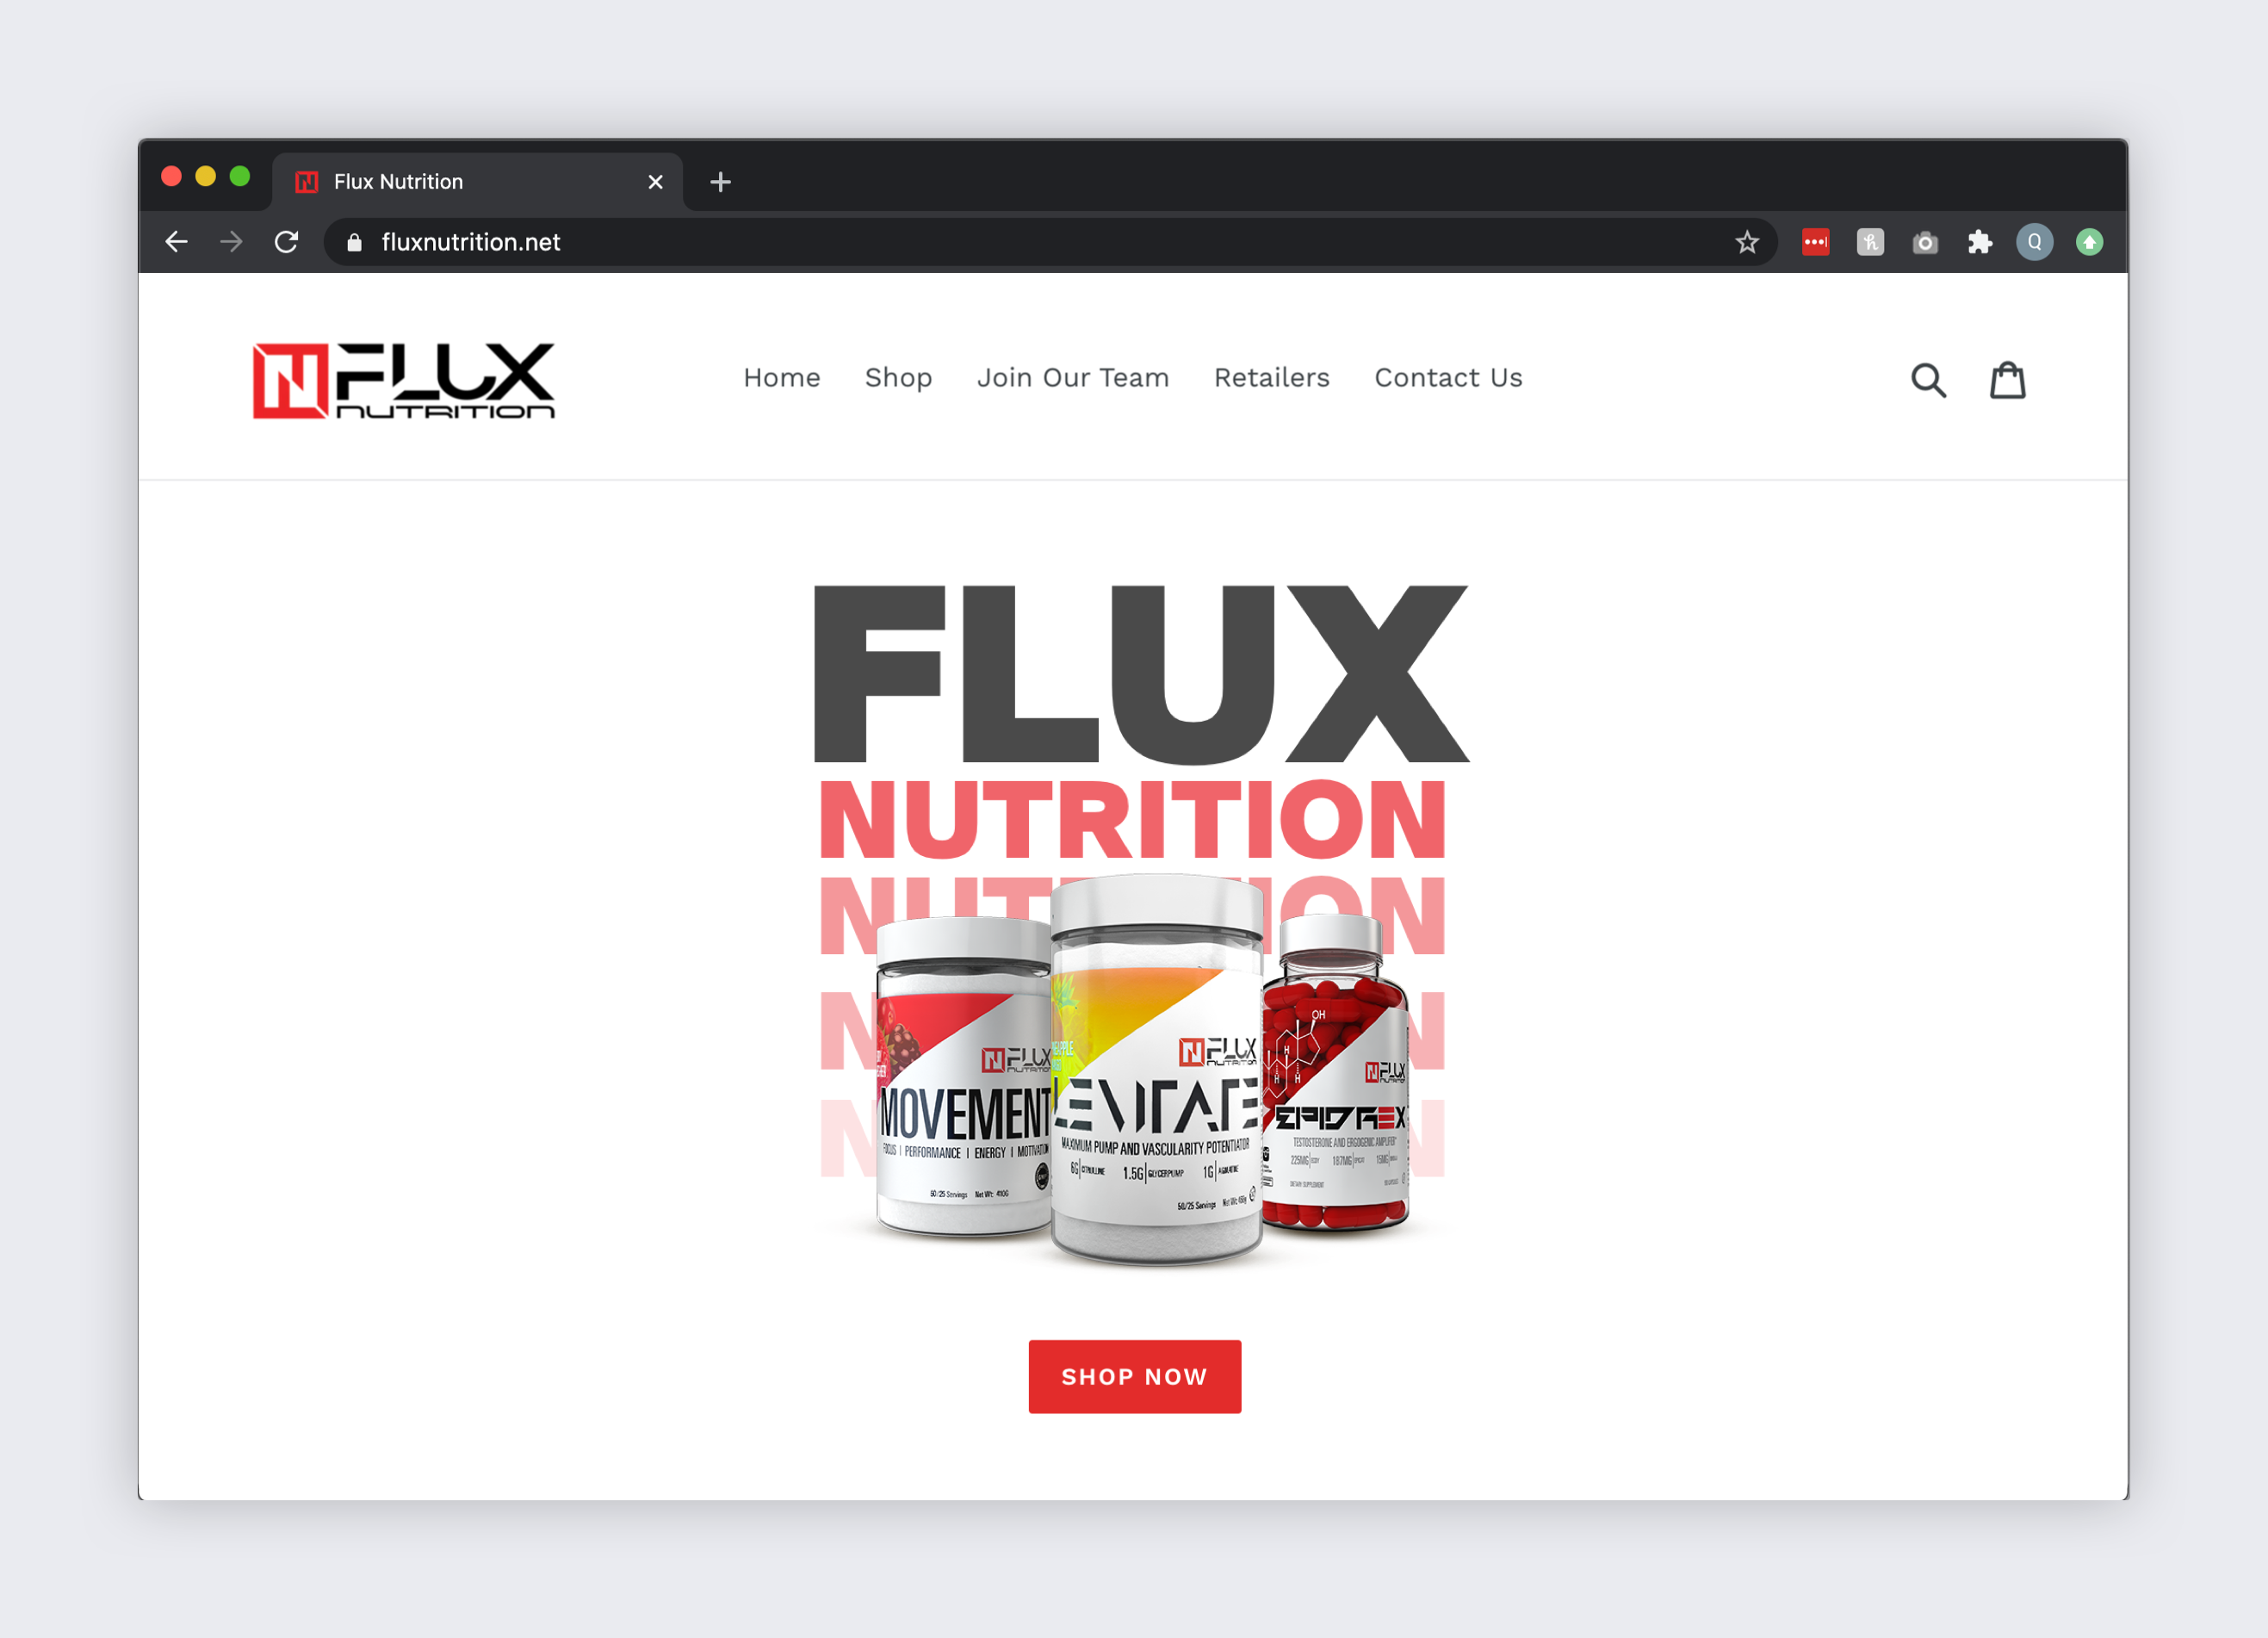 Flux Nutrition
fluxnutrition.net
Q
FLUX
NUTRITION
Home Shop Join Our Team Retailers Contact Us
FLUX
NUTRITION
NUTRITION
N N
N N
FLUX
NUTRITION
MOVEMENT
FOCUS | PERFORMANCE | ENERGY | MOTIVATION
50/25 Servings Net Wt: 410G
FLUX
NUTRITION
LEVITATE
MAXIMUM PUMP AND VASCULARITY POTENTIATOR
6G CITRULLINE 1.5G GLYCERPUMP 1G AGMATINE
50/25 Servings Net Wt: 456g
OH
H
H H
FLUX
NUTRITION
EPIDREX
TESTOSTERONE AND ERGOGENIC AMPLIFIER*
225MG 187MG 15MG
DIETARY SUPPLEMENT
SHOP NOW